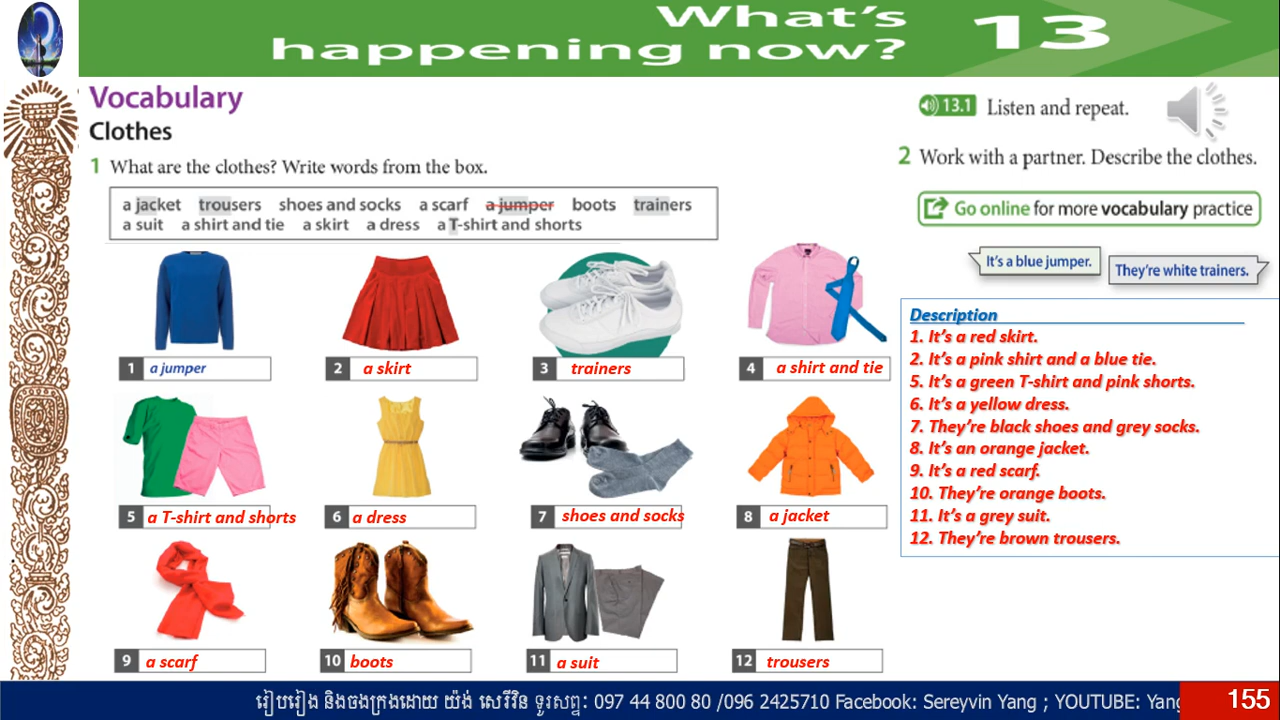 What's
happening now? 13
Vocabulary
Clothes
1 What are the clothes? Write words from the box.
a jacket trousers shoes and socks a scarf a jumper boots trainers
a suit a shirt and tie a skirt a dress a T-shirt and shorts
1 a jumper
2 a skirt
3 trainers
4 a shirt and tie
5 a T-shirt and shorts
6 a dress
7 shoes and socks
8 a jacket
9 a scarf
10 boots
11 a suit
12 trousers
13.1 Listen and repeat.
2 Work with a partner. Describe the clothes.
Go online for more vocabulary practice
It's a blue jumper.
They're white trainers.
Description
1. It's a red skirt.
2. It's a pink shirt and a blue tie.
5. It's a green T-shirt and pink shorts.
6. It's a yellow dress.
7. They're black shoes and grey socks.
8. It's an orange jacket.
9. It's a red scarf.
10. They're orange boots.
11. It's a grey suit.
12. They're brown trousers.
រៀបរៀង និងចងក្រងដោយ យ៉ង់ សេរីវីន ទូរសព្ទ: 097 44 800 80 /096 2425710 Facebook: Sereyvin Yang ; YOUTUBE: Yang
155